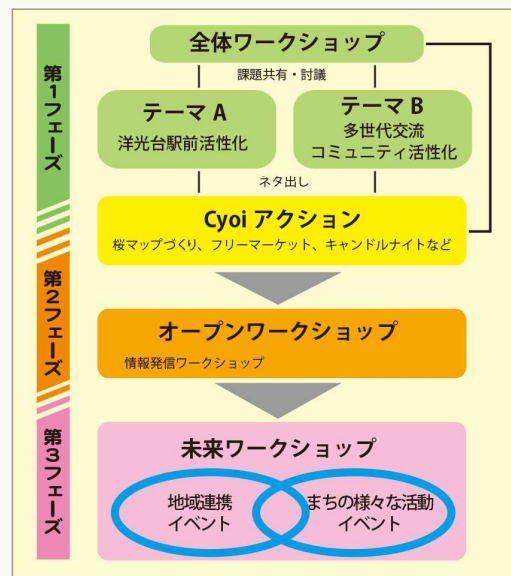 第1フェーズ
全体ワークショップ
課題共有・討議
テーマ A
洋光台駅前活性化
テーマ B
多世代交流
コミュニティ活性化
ネタ出し
Cyoi アクション
桜マップづくり、フリーマーケット、キャンドルナイトなど
第2フェーズ
オープンワークショップ
情報発信ワークショップ
第3フェーズ
未来ワークショップ
地域連携
イベント
まちの様々な活動
イベント